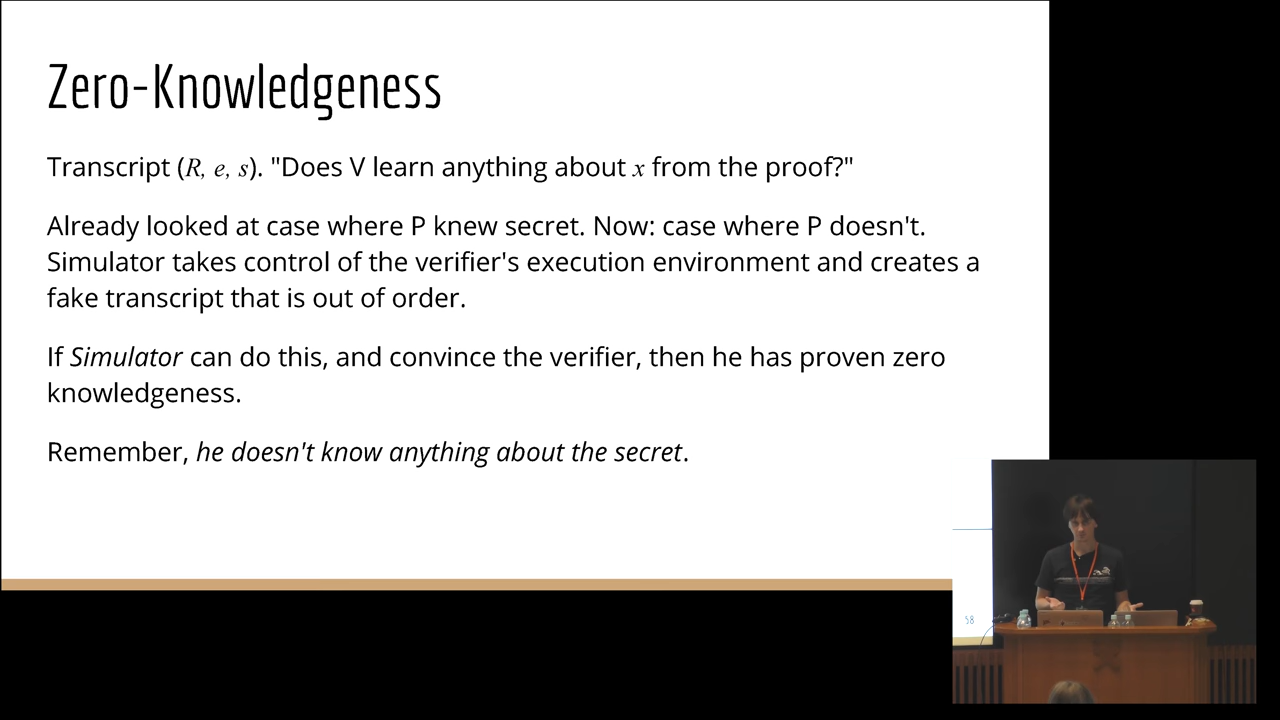 Zero-Knowledgeness
Transcript (R, e, s). "Does V learn anything about x from the proof?"
Already looked at case where P knew secret. Now: case where P doesn't.
Simulator takes control of the verifier's execution environment and creates a
fake transcript that is out of order.
If Simulator can do this, and convince the verifier, then he has proven zero
knowledgeness.
Remember, he doesn't know anything about the secret.
58